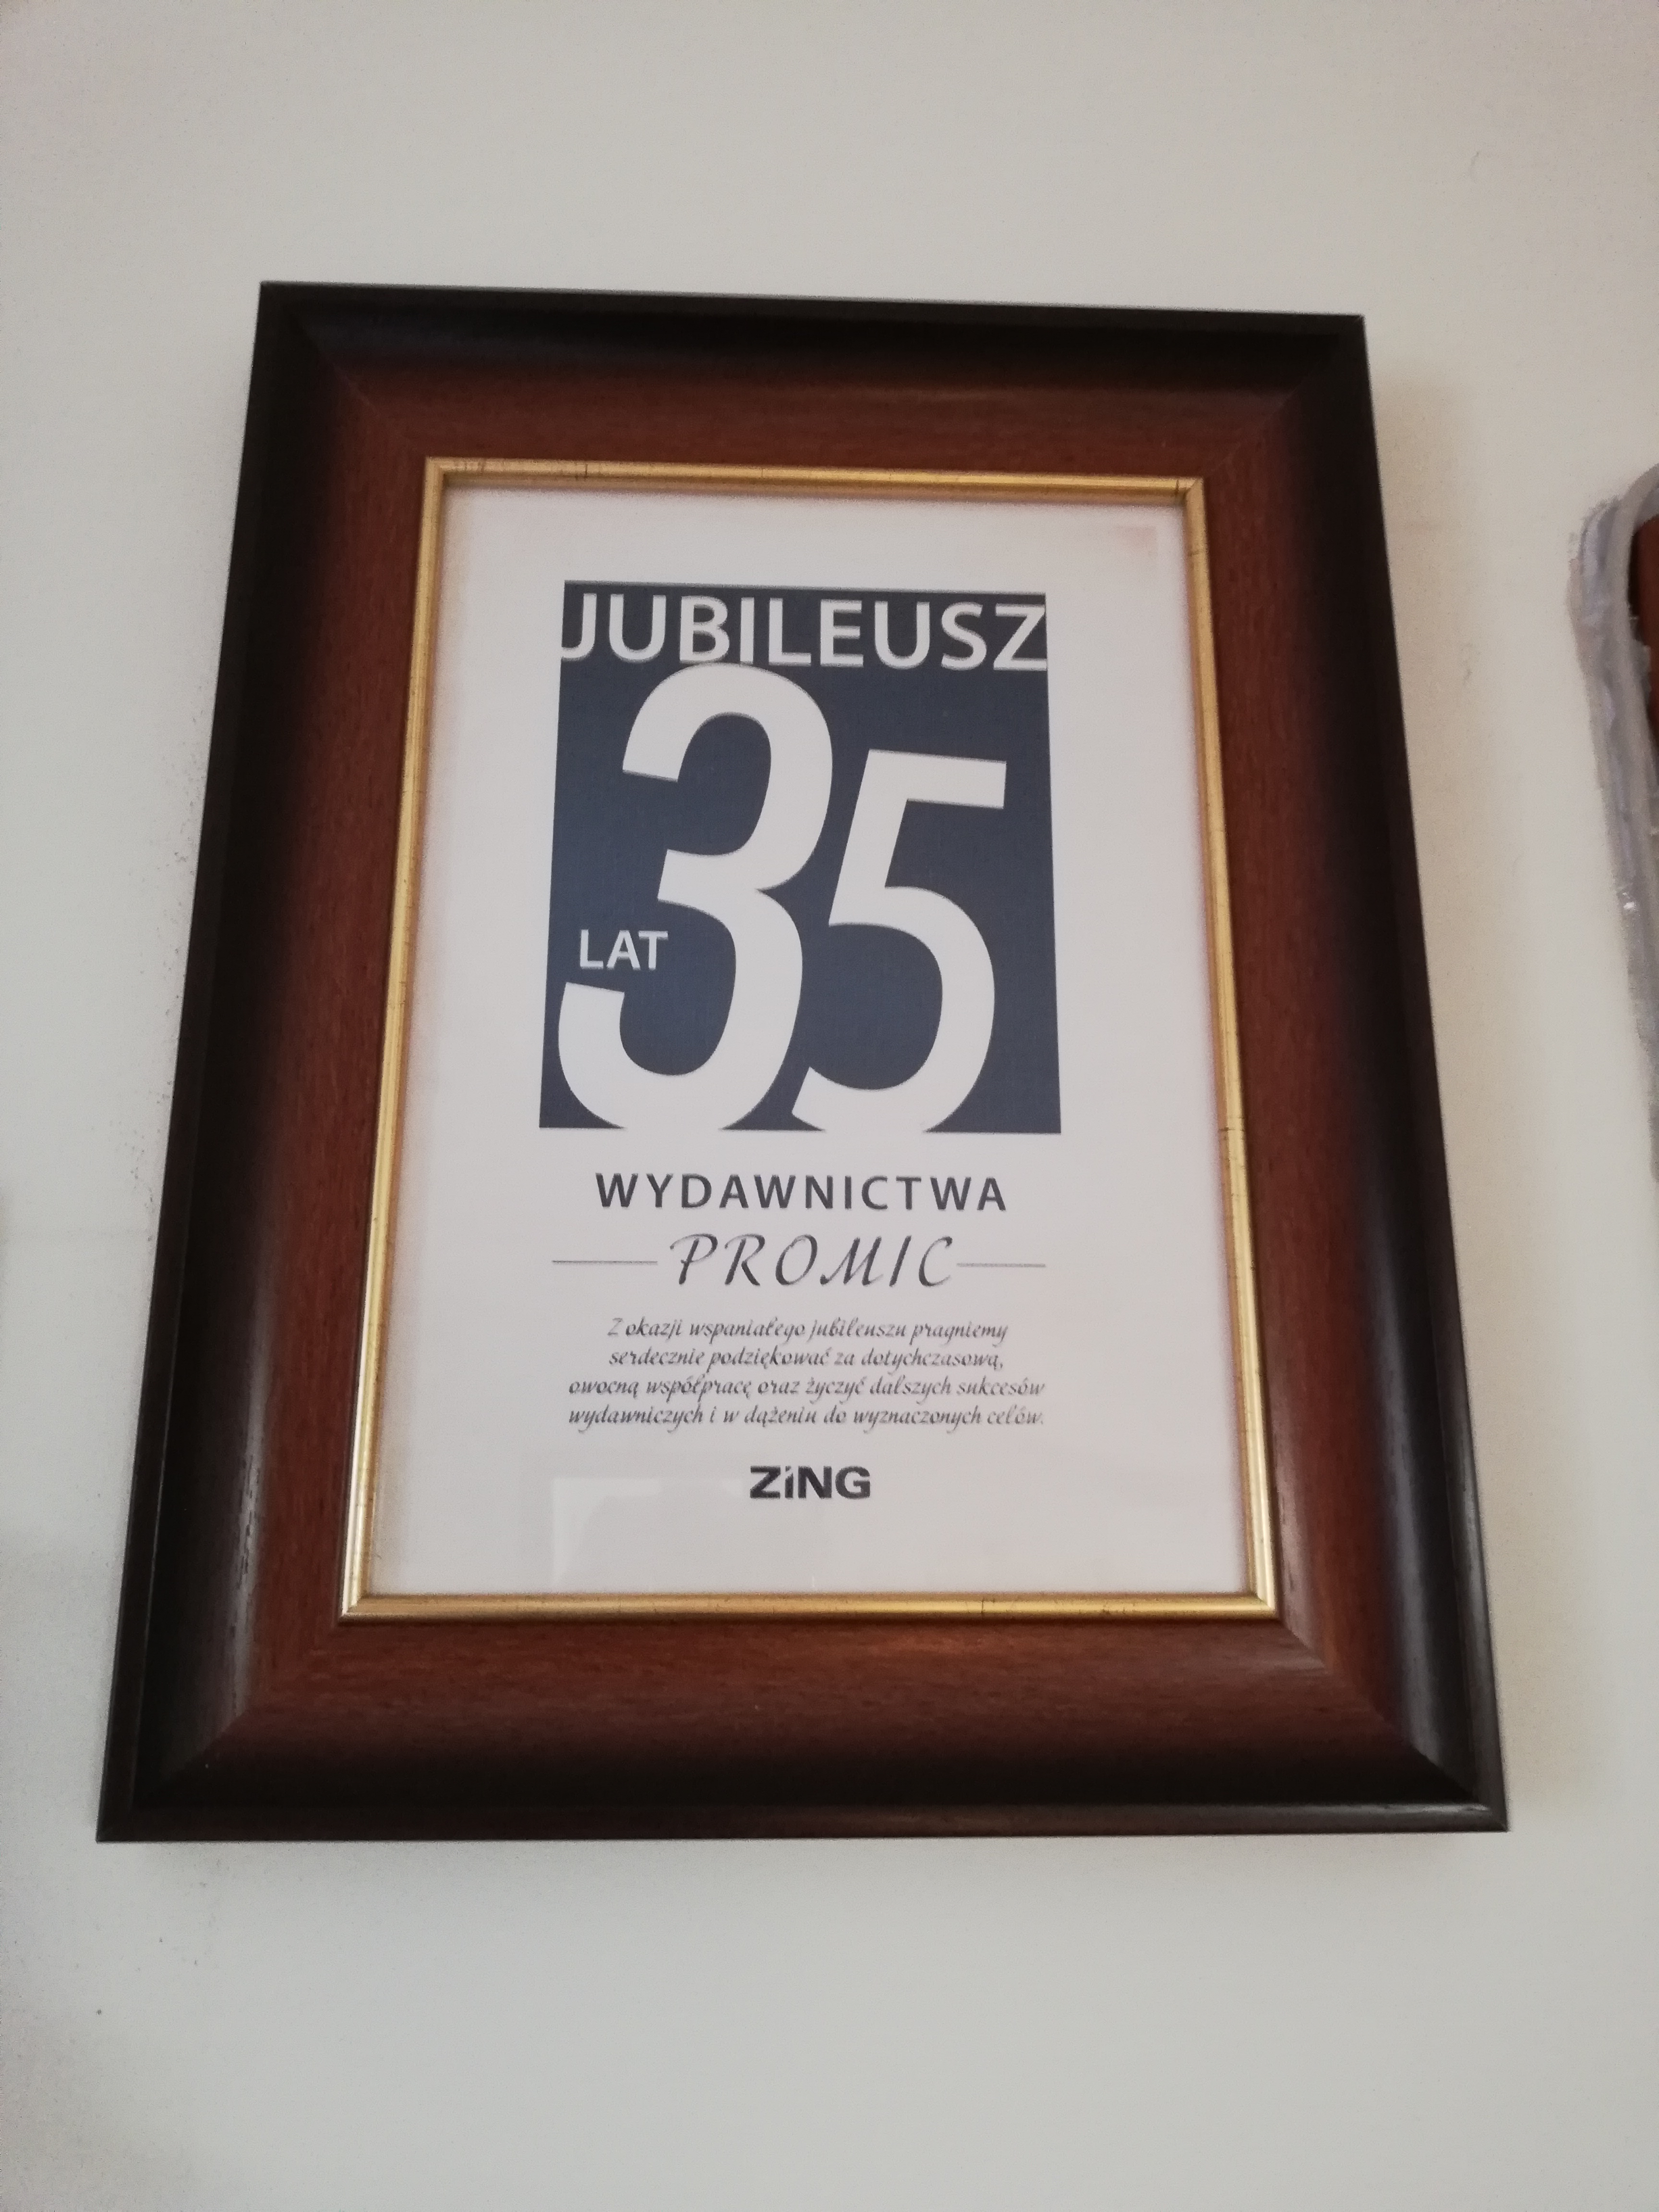 JUBILEUSZ
35
LAT
WYDAWNICTWA
PROMIC
Z okazji wspaniałego jubileuszu pragniemy
serdecznie podziękować za dotychczasową,
owocną współpracę oraz życzyć dalszych sukcesów
wydawniczych i w dążeniu do wyznaczonych celów.
ZiNG